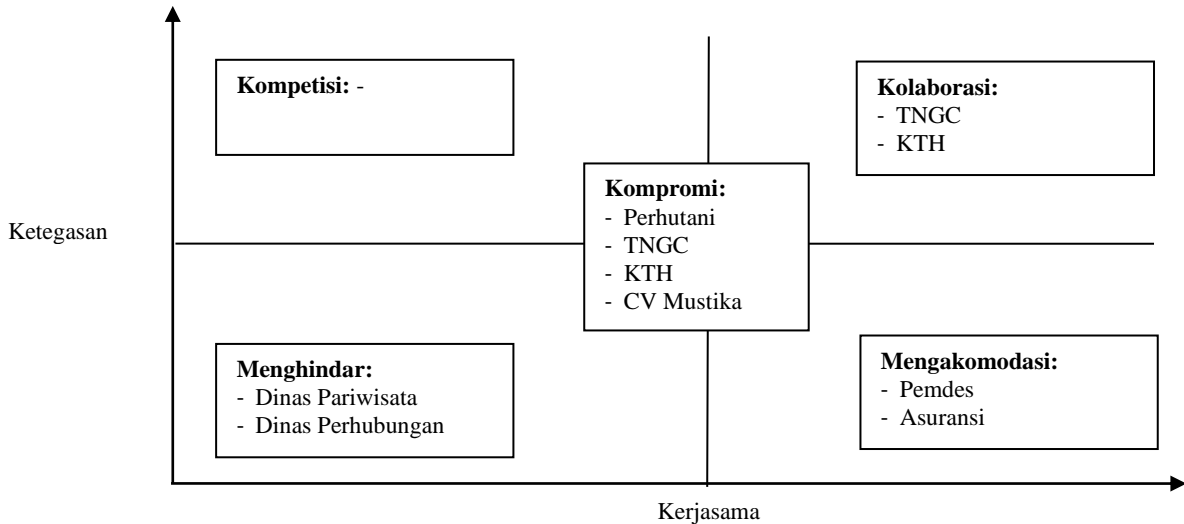 Kompetisi: -
Kolaborasi:
- TNGC
- KTH
Kompromi:
- Perhutani
- TNGC
- KTH
- CV Mustika
Ketegasan
Menghindar:
- Dinas Pariwisata
- Dinas Perhubungan
Mengakomodasi:
- Pemdes
- Asuransi
Kerjasama